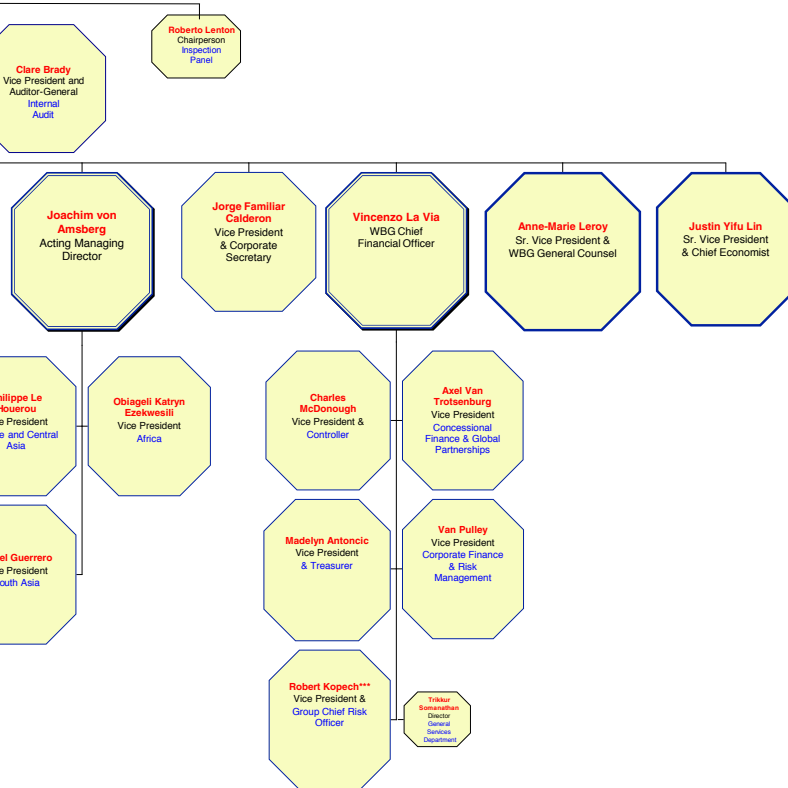 Roberto Lenton
Chairperson
Inspection
Panel
Clare Brady
Vice President and
Auditor-General
Internal
Audit
Joachim von
Amsberg
Acting Managing
Director
Jorge Familiar
Calderon
Vice President
& Corporate
Secretary
Vincenzo La Via
WBG Chief
Financial Officer
Anne-Marie Leroy
Sr. Vice President &
WBG General Counsel
Justin Yifu Lin
Sr. Vice President
& Chief Economist
Le
President
and Central
Asia
Obiageli Katryn
Ezekwesili
Vice President
Africa
Charles
McDonough
Vice President &
Controller
Axel Van
Trotsenburg
Vice President
Concessional
Finance & Global
Partnerships
Guerrero
President
Asia
Madelyn Antoncic
Vice President
& Treasurer
Van Pulley
Vice President
Corporate Finance
& Risk
Management
Robert Kopech***
Vice President &
Group Chief Risk
Officer
Trikkur
Somanathan
Director
General
Services
Department